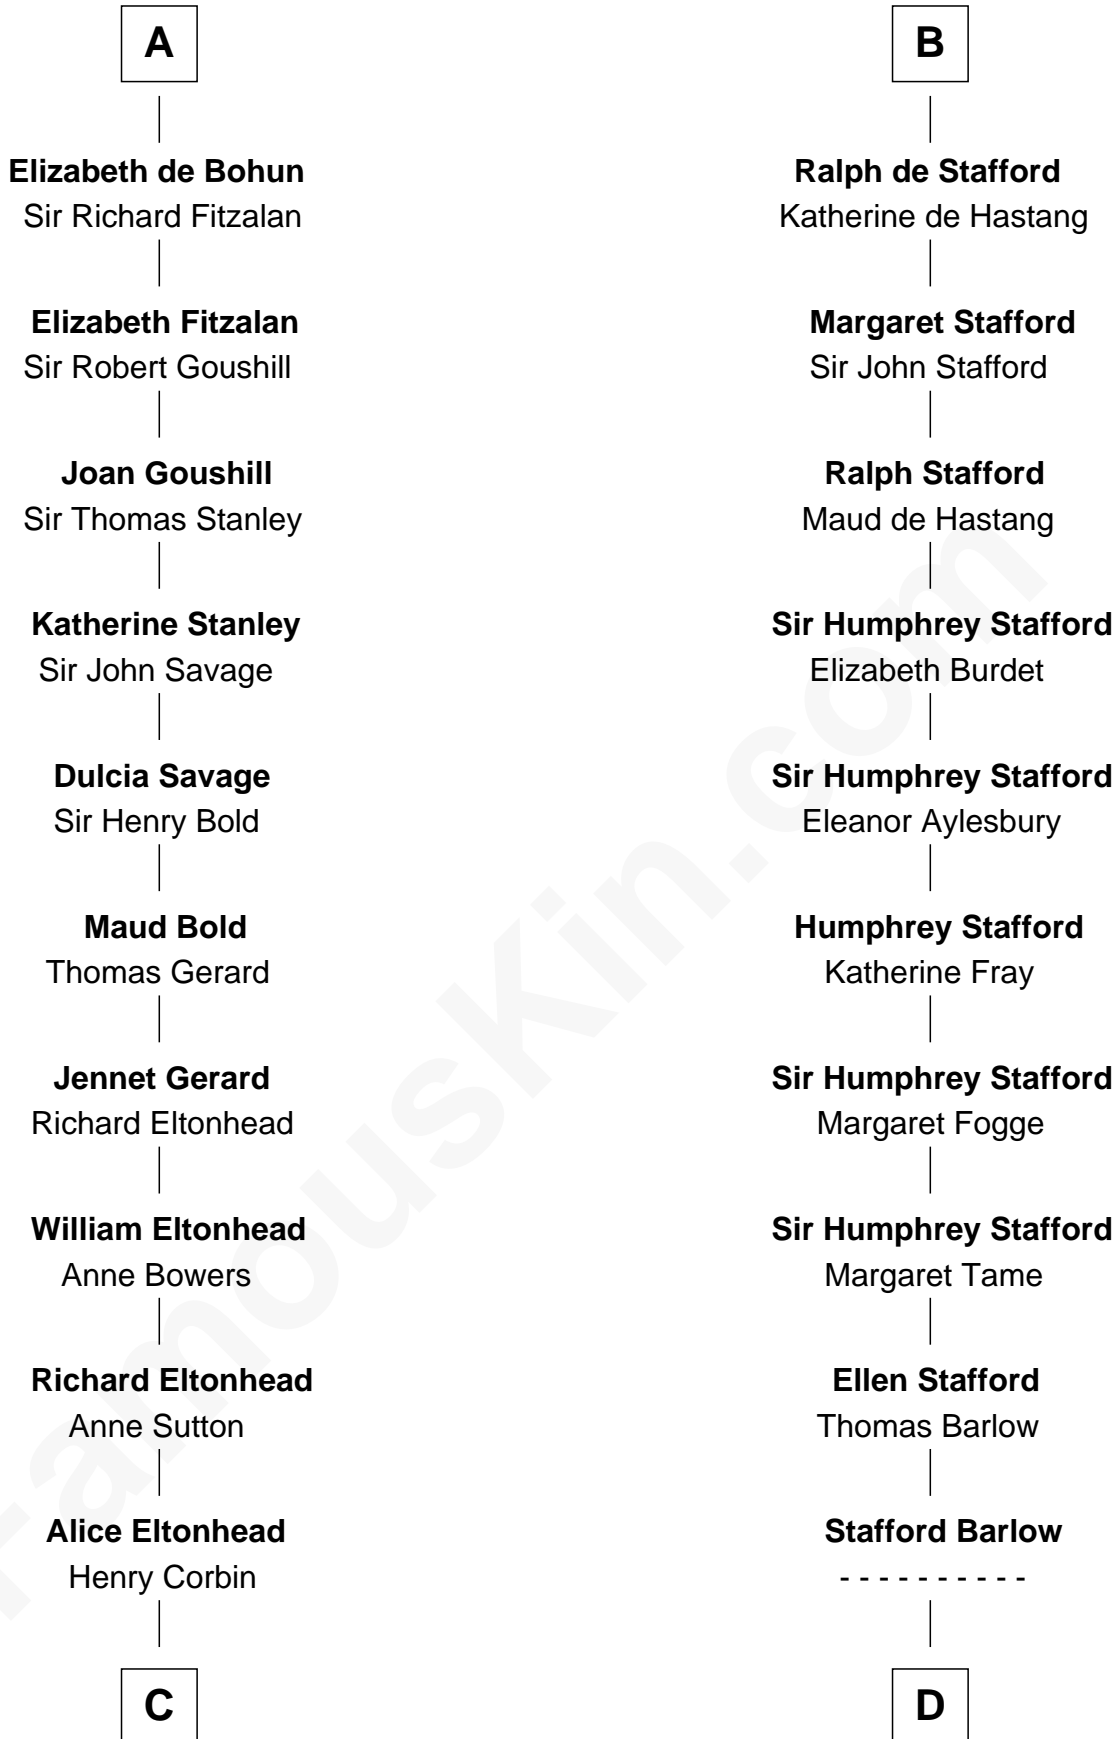 A
Elizabeth de Bohun
Sir Richard Fitzalan
Elizabeth Fitzalan
Sir Robert Goushill
Joan Goushill
Sir Thomas Stanley
Katherine Stanley
Sir John Savage
Dulcia Savage
Sir Henry Bold
Maud Bold
Thomas Gerard
Jennet Gerard
Richard Eltonhead
William Eltonhead
Anne Bowers
Richard Eltonhead
Anne Sutton
Alice Eltonhead
Henry Corbin
C
B
Ralph de Stafford
Katherine de Hastang
Margaret Stafford
Sir John Stafford
Ralph Stafford
Maud de Hastang
Sir Humphrey Stafford
Elizabeth Burdet
Sir Humphrey Stafford
Eleanor Aylesbury
Humphrey Stafford
Katherine Fray
Sir Humphrey Stafford
Margaret Fogge
Sir Humphrey Stafford
Margaret Tame
Ellen Stafford
Thomas Barlow
Stafford Barlow
- - - - - - - - - -
D
FamousKin.com